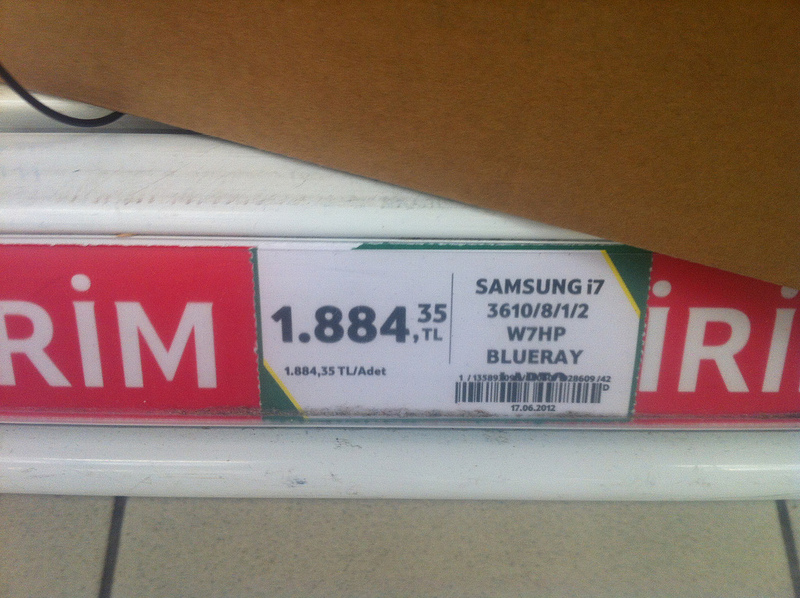 RİM
1.884,35 TL
1.884,35 TL/Adet
SAMSUNG i7
3610/8/1/2
W7HP
BLUERAY
17.06.2012
İRİ